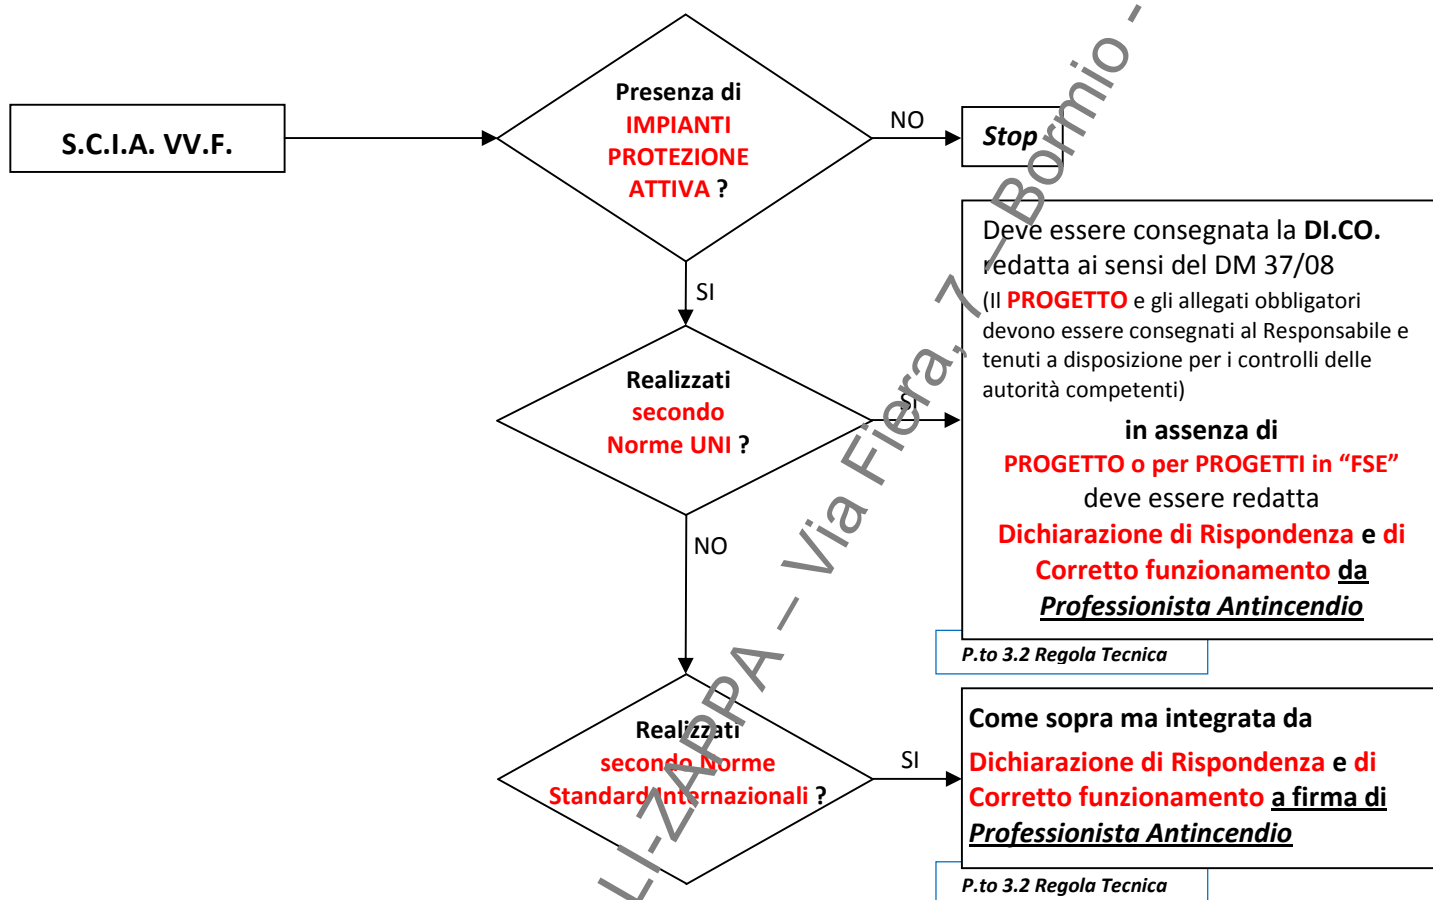 S.C.I.A. VV.F.
Presenza di
IMPIANTI
PROTEZIONE
ATTIVA ?
NO
Stop
SI
Realizzati
secondo
Norme UNI ?
SI
Deve essere consegnata la DI.CO.
redatta ai sensi del DM 37/08
(Il PROGETTO e gli allegati obbligatori
devono essere consegnati al Responsabile e
tenuti a disposizione per i controlli delle
autorità competenti)
in assenza di
PROGETTO o per PROGETTI in “FSE”
deve essere redatta
Dichiarazione di Rispondenza e di
Corretto funzionamento da
Professionista Antincendio
P.to 3.2 Regola Tecnica
NO
Realizzati
secondo Norme
Standard Internazionali ?
SI
Come sopra ma integrata da
Dichiarazione di Rispondenza e di
Corretto funzionamento a firma di
Professionista Antincendio
P.to 3.2 Regola Tecnica
LI-ZAPPA – Via Fiera, 7 – Bormio -